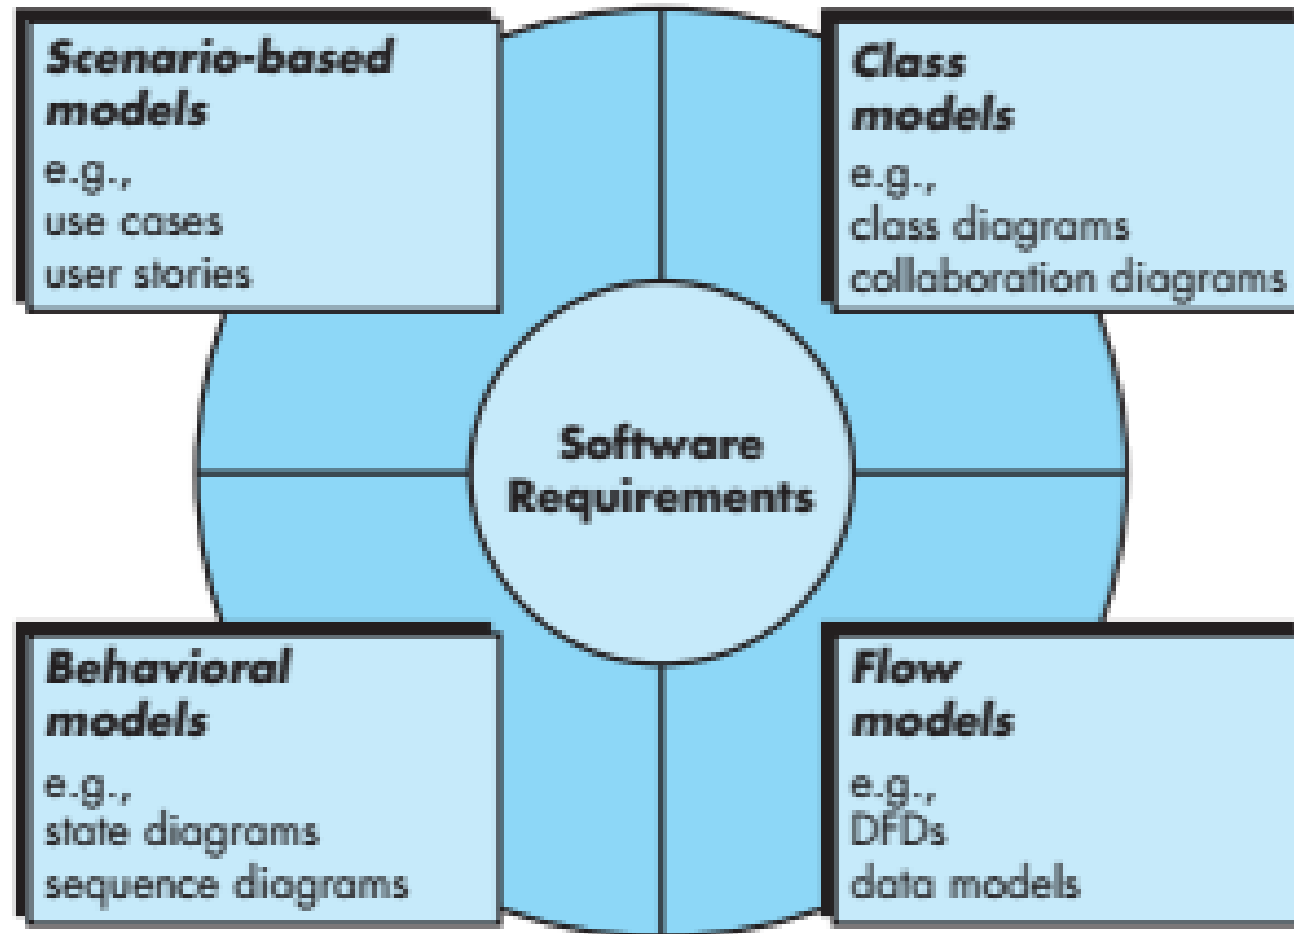 Scenario-based
models
e.g.,
use cases
user stories
Class
models
e.g.,
class diagrams
collaboration diagrams
Software
Requirements
Behavioral
models
e.g.,
state diagrams
sequence diagrams
Flow
models
e.g.,
DFDs
data models